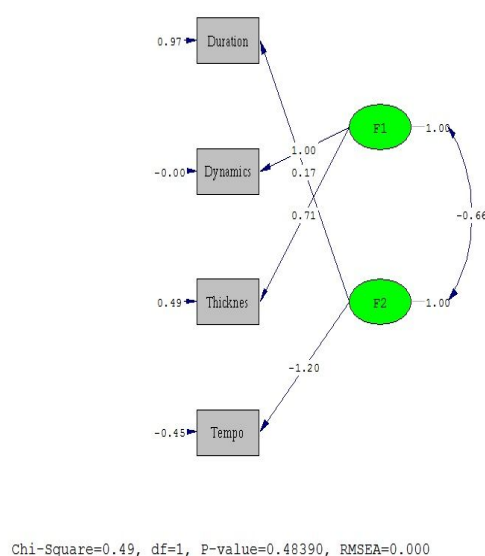 0.97
Duration
F1
1.00
1.00
-0.00
Dynamics
0.17
0.71
-0.66
0.49
Thicknes
F2
1.00
-1.20
-0.45
Tempo
Chi-Square=0.49, df=1, P-value=0.48390, RMSEA=0.000